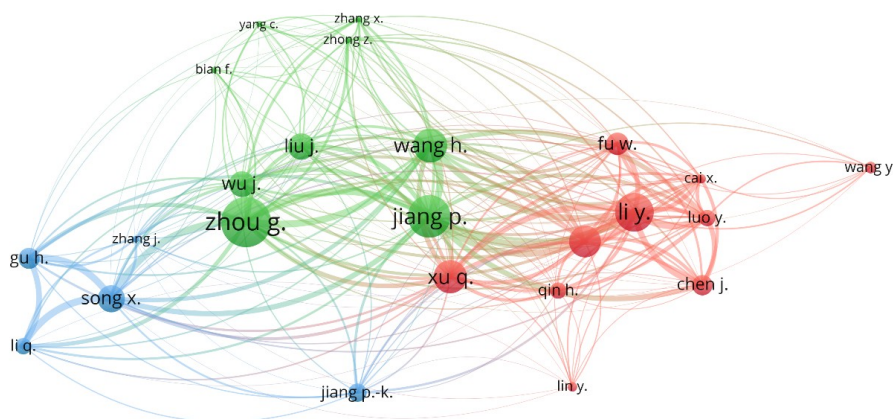 zhang x.
yang c.
zhong z.
bian f.
liu j.
wang h.
fu w.
wang y
cai x.
wu j.
zhou g.
jiang p.
li y.
luo y.
zhang j.
gu h.
song x.
xu q.
qin h.
chen j.
li q.
jiang p.-k.
lin y.